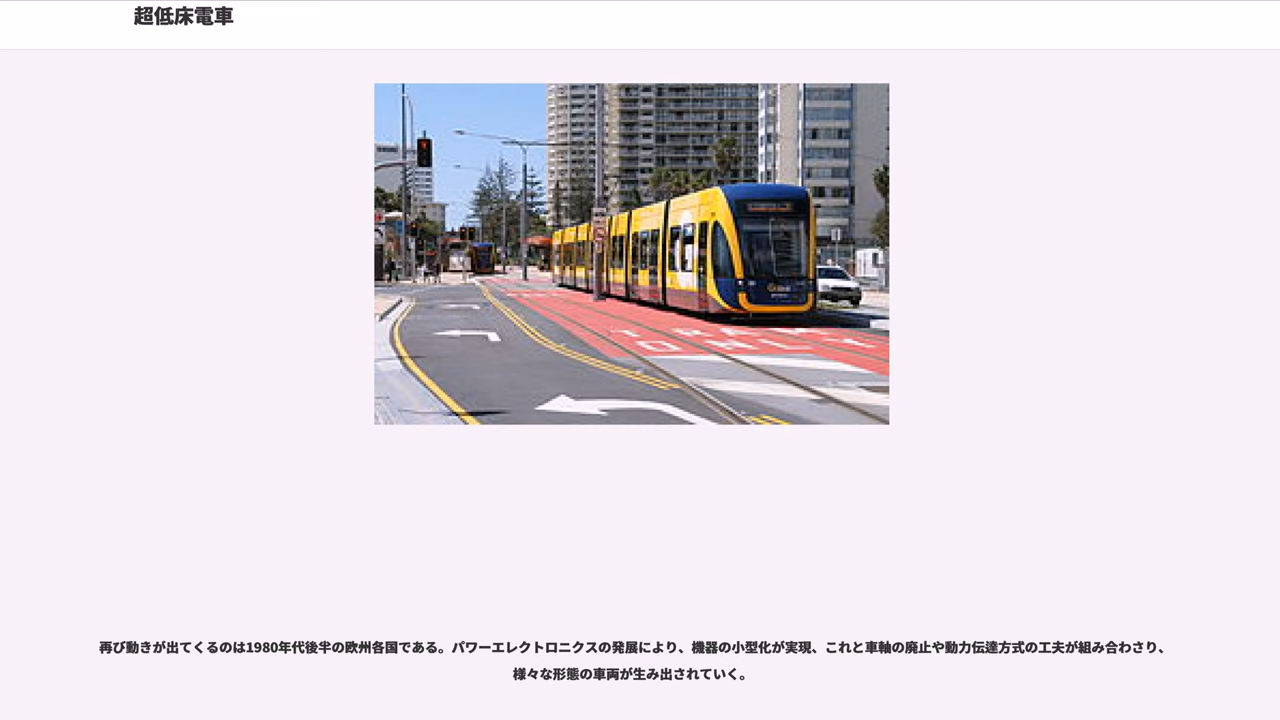 超低床電車
TRAM
ONLY
再び動きが出てくるのは1980年代後半の欧州各国である。パワーエレクトロニクスの発展により、機器の小型化が実現、これと車軸の廃止や動力伝達方式の工夫が組み合わさり、
様々な形態の車両が生み出されていく。